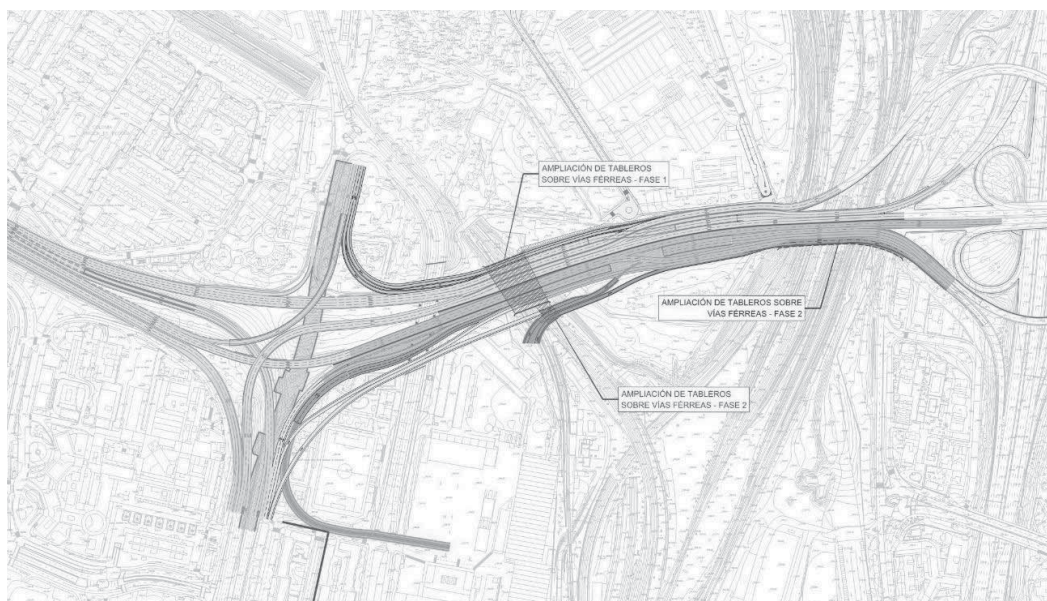 AMPLIACIÓN DE TABLEROS
SOBRE VÍAS FÉRREAS - FASE 1
AMPLIACIÓN DE TABLEROS SOBRE
VÍAS FÉRREAS - FASE 2
AMPLIACIÓN DE TABLEROS
SOBRE VÍAS FÉRREAS - FASE 2